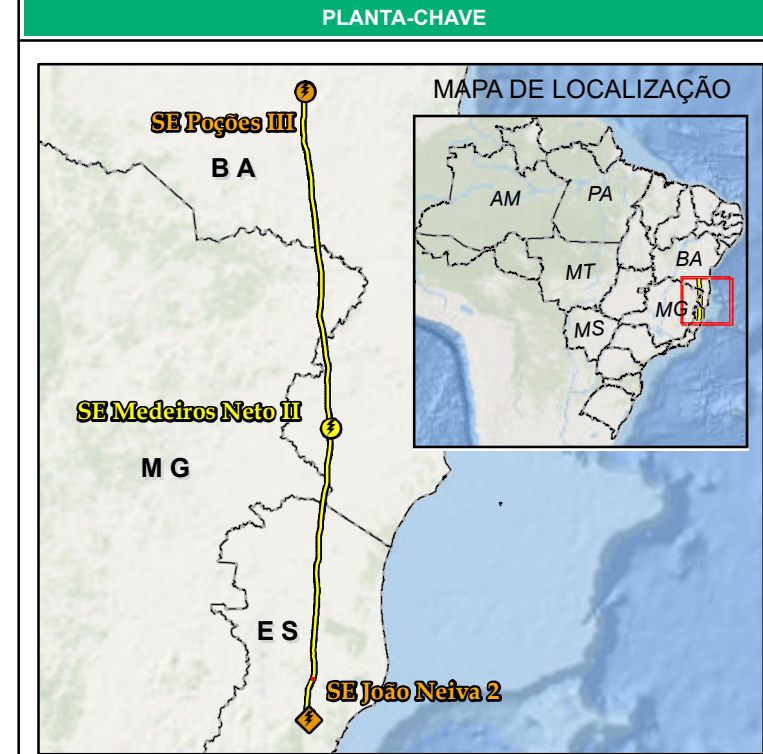 PLANTA-CHAVE
MAPA DE LOCALIZAÇÃO
SE Poções III
B A
AM
PA
BA
MT
MG
MS
SE Medeiros Neto II
M G
E S
SE João Neiva 2